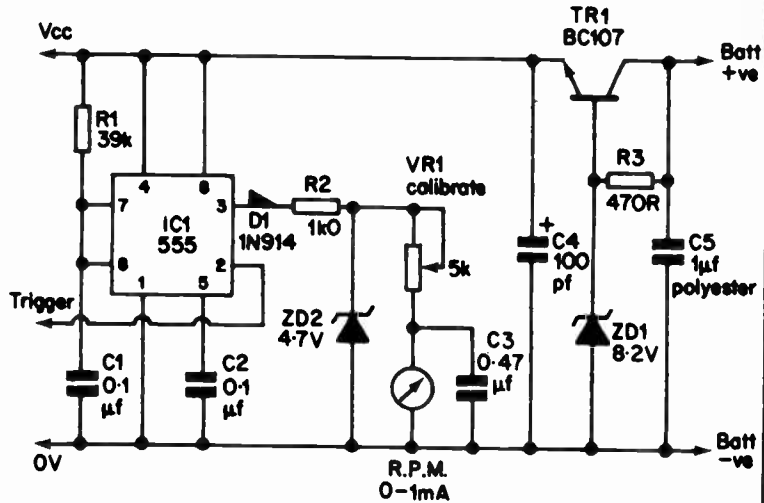 TR1
BC107
Vcc
Batt
+ve
R1
39k
4
8
7
IC1
555
3
6
1
5
2
D1
1N914
R2
1k0
VR1
calibrate
5k
R3
470R
+
C4
100
pf
C5
1µf
polyester
Trigger
ZD2
4.7V
ZD1
8·2V
C1
0·1
µf
C2
0·1
µf
C3
0·47
µf
0V
R.P.M.
0-1mA
Batt
-ve